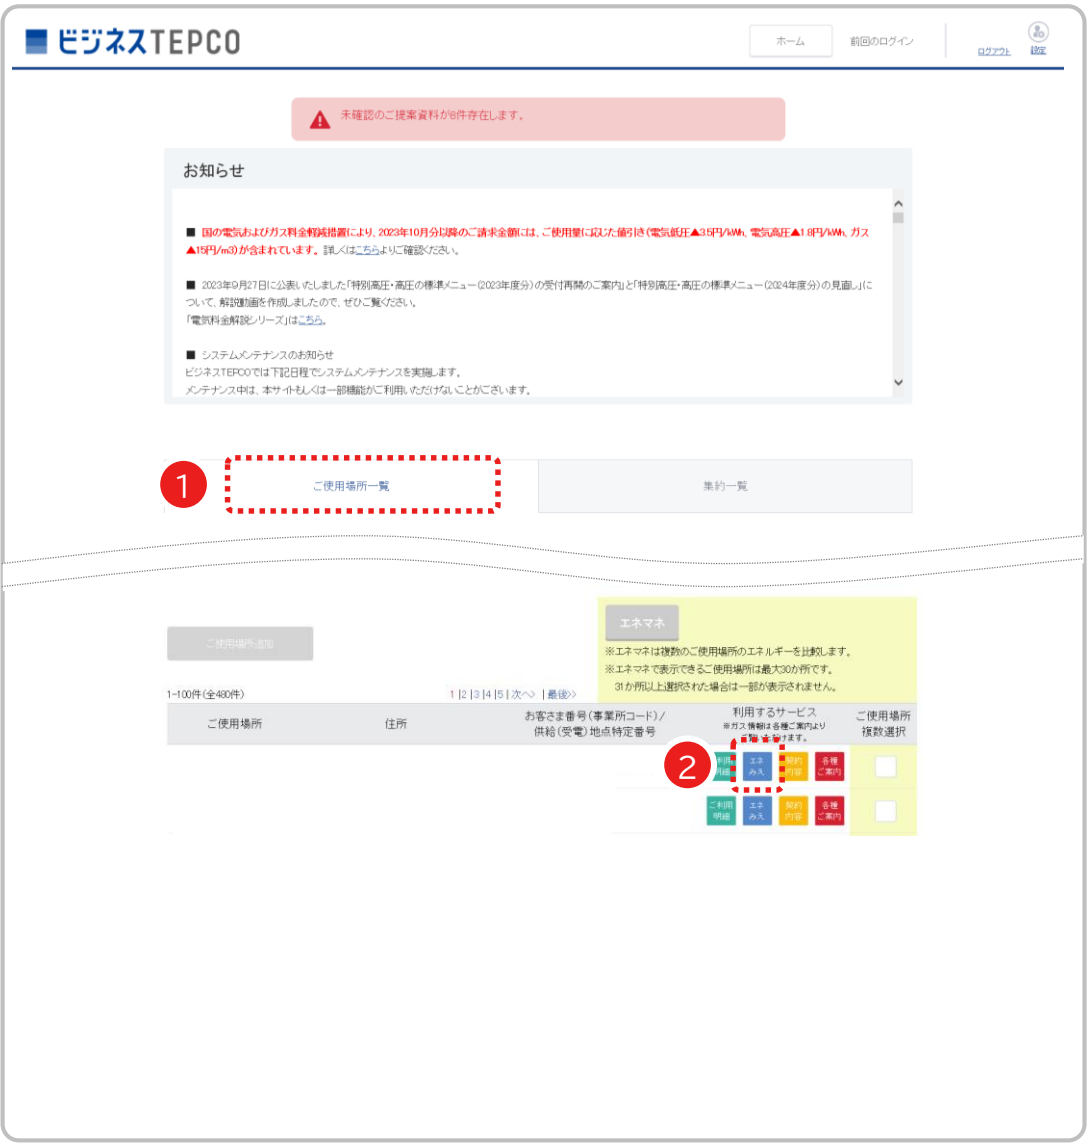 ビジネスTEPCO
ホーム
前回のログイン
ログアウト
設定
未確認のご提案資料が6件存在します。
お知らせ
■ 国の電気およびガス料金軽減措置により、2023年10月分以降のご請求金額には、ご使用量に応じた値引き(電気低圧▲3.5円/kWh、電気高圧▲1.8円/kWh、ガス
▲15円/m3)が含まれています。詳しくはこちらよりご確認ください。
■ 2023年9月27日に公表いたしました「特別高圧・高圧の標準メニュー(2023年度分)の受付再開のご案内」と「特別高圧・高圧の標準メニュー(2024年度分)の見直し」に
ついて、解説動画を作成しましたので、ぜひご覧ください。
「電気料金解説シリーズ」はこちら。
■ システムメンテナンスのお知らせ
ビジネスTEPCOでは下記日程でシステムメンテナンスを実施します。
メンテナンス中は、本サイトもしくは一部機能がご利用いただけないことがございます。
1
ご使用場所一覧
集約一覧
ご使用場所追加
エネマネ
※エネマネは複数のご使用場所のエネルギーを比較します。
※エネマネで表示できるご使用場所は最大30か所です。
31か所以上選択された場合は一部が表示されません。
1-100件(全480件)
1 |2 |3 |4 |5 | 次へ> | 最後>>
ご使用場所
住所
お客さま番号(事業所コード)/
供給(受電)地点特定番号
利用するサービス
※ガス情報は各種ご案内より
ご覧いただけます。
ご使用場所
複数選択
2
ご利用明細 エネみえ 契約内容 各種ご案内
ご利用明細 エネみえ 契約内容 各種ご案内